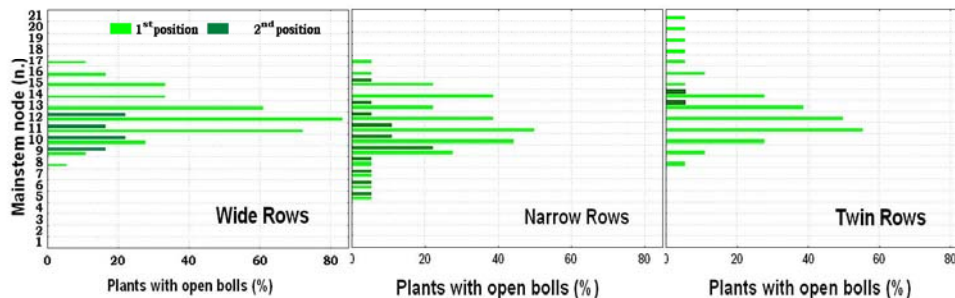 Mainstem node (n.)
21
20
19
18
17
16
15
14
13
12
11
10
9
8
7
6
5
4
3
2
1
1st position
2nd position
Wide Rows
Narrow Rows
Twin Rows
0 20 40 60 80
0 20 40 60 80
0 20 40 60 80
Plants with open bolls (%)
Plants with open bolls (%)
Plants with open bolls (%)